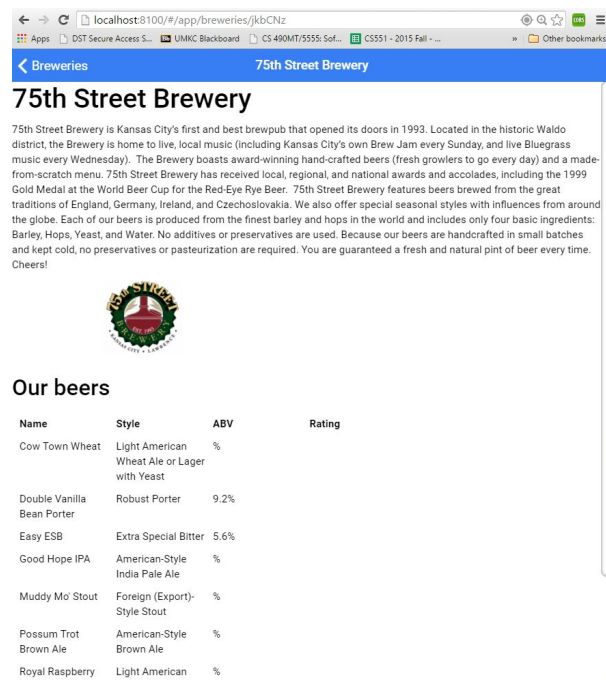 localhost:8100/#/app/breweries/jkbCNz
Apps DST Secure Access S... UMKC Blackboard CS 490MT/5555: Sof... CS551 - 2015 Fall - ... » Other bookmarks
Breweries 75th Street Brewery
75th Street Brewery
75th Street Brewery is Kansas City's first and best brewpub that opened its doors in 1993. Located in the historic Waldo
district, the Brewery is home to live, local music (including Kansas City's own Brew Jam every Sunday, and live Bluegrass
music every Wednesday). The Brewery boasts award-winning hand-crafted beers (fresh growlers to go every day) and a made-
from-scratch menu. 75th Street Brewery has received local, regional, and national awards and accolades, including the 1999
Gold Medal at the World Beer Cup for the Red-Eye Rye Beer. 75th Street Brewery features beers brewed from the great
traditions of England, Germany, Ireland, and Czechoslavakia. We also offer special seasonal styles with influences from around
the globe. Each of our beers is produced from the finest barley and hops in the world and includes only four basic ingredients:
Barley, Hops, Yeast, and Water. No additives or preservatives are used. Because our beers are handcrafted in small batches
and kept cold, no preservatives or pasteurization are required. You are guaranteed a fresh and natural pint of beer every time.
Cheers!
75TH STREET
BREWERY
EST. 1993
KANSAS CITY • LAWRENCE
Our beers
Name Style ABV Rating
Cow Town Wheat Light American %
Wheat Ale or Lager
with Yeast
Double Vanilla Robust Porter 9.2%
Bean Porter
Easy ESB Extra Special Bitter 5.6%
Good Hope IPA American-Style %
India Pale Ale
Muddy Mo' Stout Foreign (Export)- %
Style Stout
Possum Trot American-Style %
Brown Ale Brown Ale
Royal Raspberry Light American %